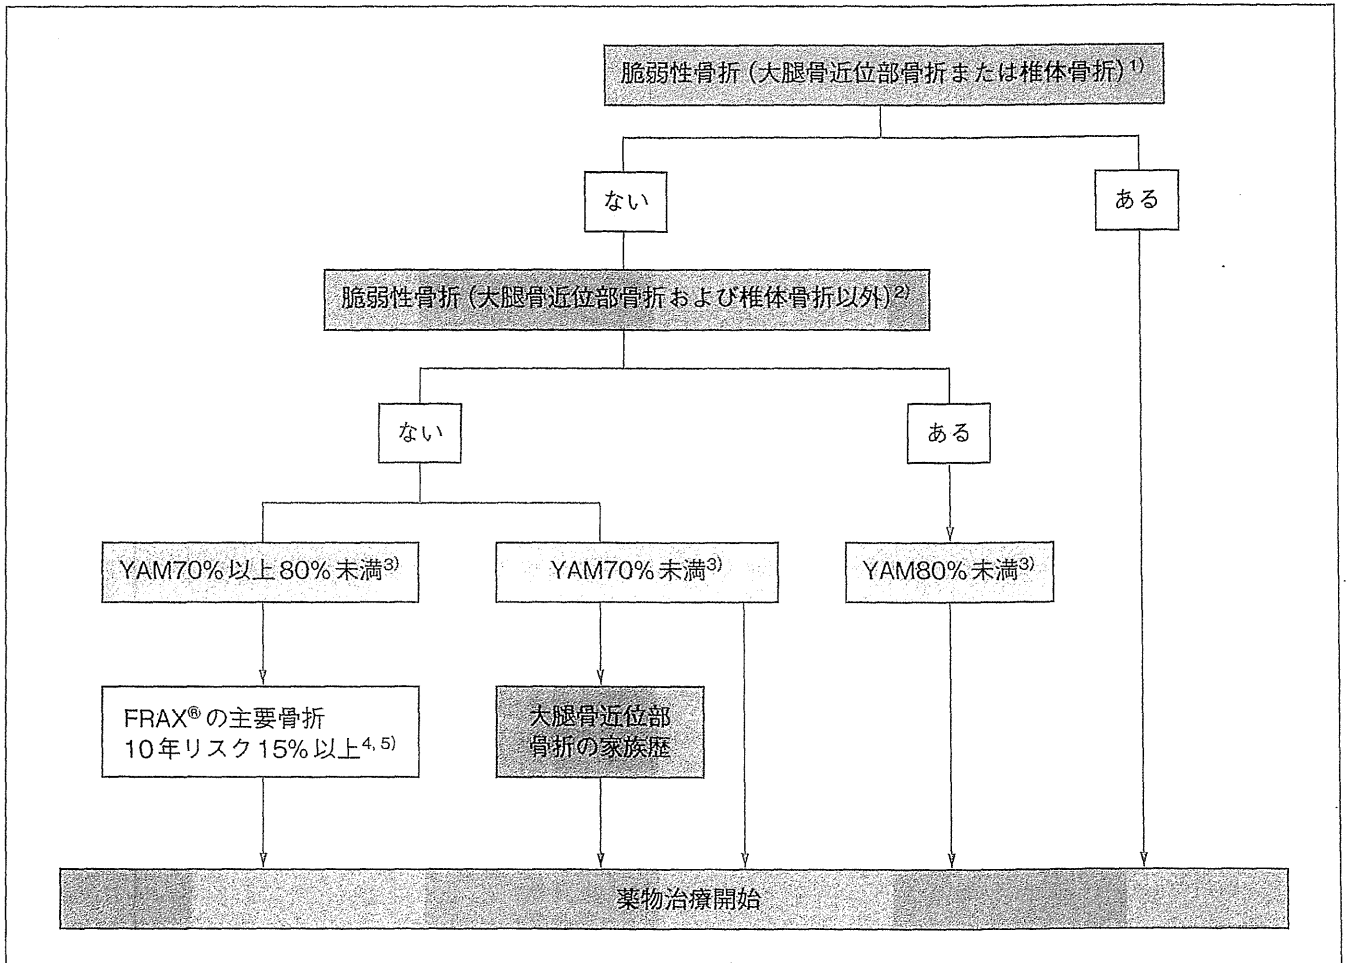 脆弱性骨折（大腿骨近位部骨折または椎体骨折）1)
ない
ある
脆弱性骨折（大腿骨近位部骨折および椎体骨折以外）2)
ない
ある
YAM70%以上80%未満3)
YAM70%未満3)
YAM80%未満3)
FRAX®の主要骨折
10年リスク15%以上4, 5)
大腿骨近位部
骨折の家族歴
薬物治療開始